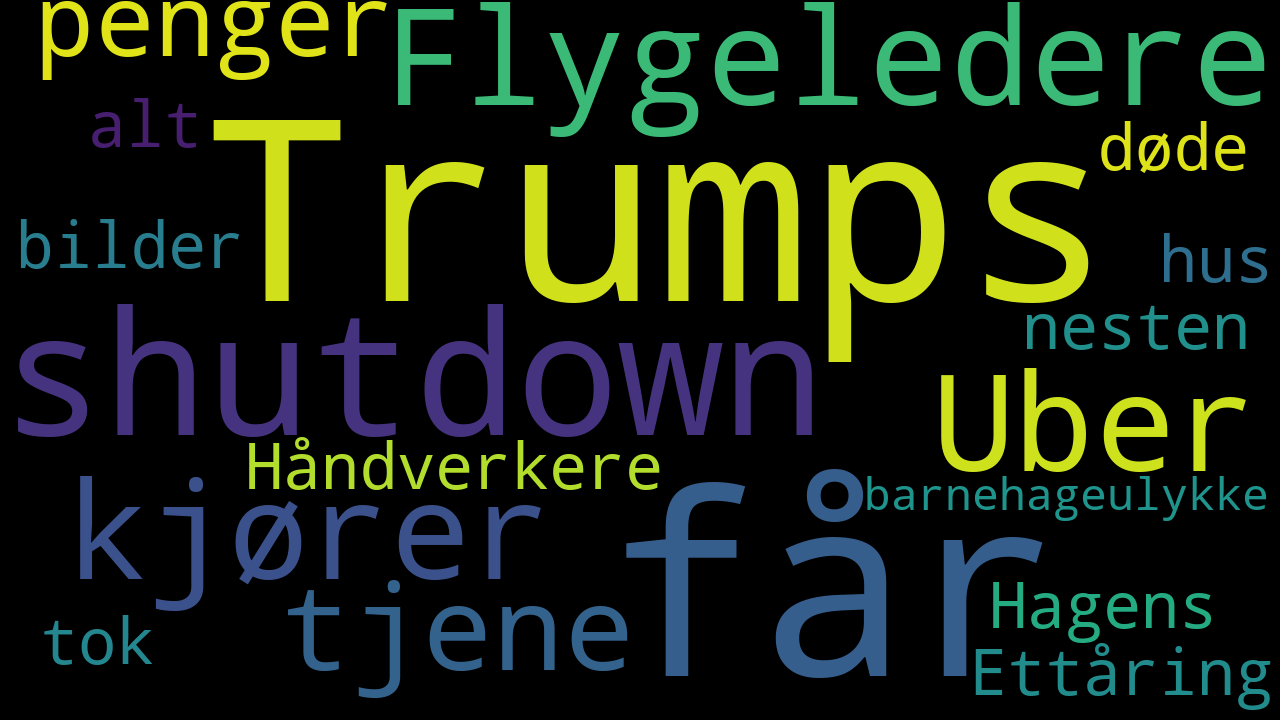 penger
Flygeledere
alt
Trumps
døde
bilder
hus
shutdown
nesten
Uber
Håndverkere
kjører
får
barnehageulykke
tjene
Hagens
tok
Ettåring